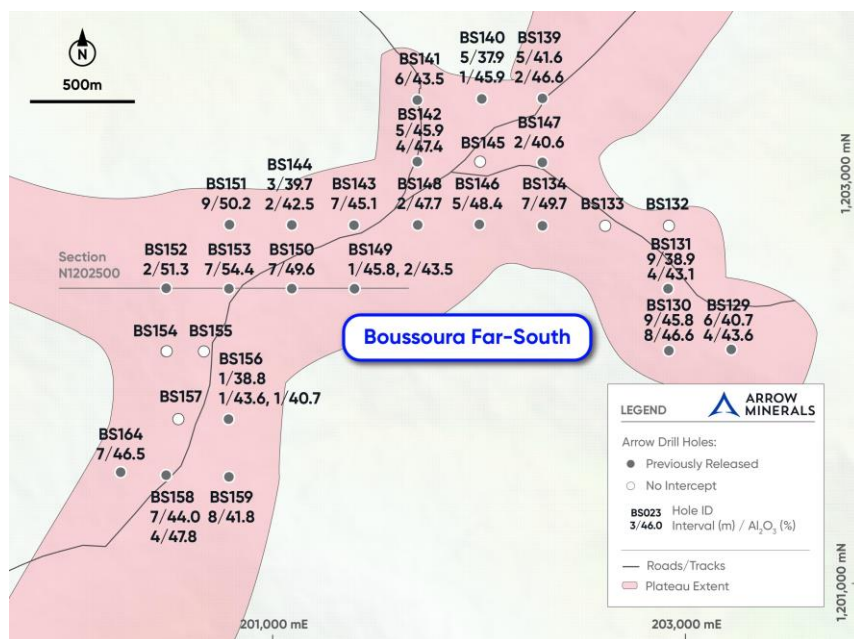 N
500m
BS141
6/43.5
BS140
5/37.9
1/45.9
BS139
5/41.6
2/46.6
BS142
5/45.9
4/47.4
BS145
BS147
2/40.6
1,203,000 mN
BS151
9/50.2
BS144
3/39.7
2/42.5
BS143
7/45.1
BS148
2/47.7
BS146
5/48.4
BS134
7/49.7
BS133
BS132
Section
N1202500
BS152
2/51.3
BS153
7/54.4
BS150
7/49.6
BS149
1/45.8, 2/43.5
BS131
9/38.9
4/43.1
BS130
9/45.8
8/46.6
BS129
6/40.7
4/43.6
Boussoura Far-South
BS154
BS155
BS156
1/38.8
1/43.6, 1/40.7
BS157
BS164
7/46.5
BS158
7/44.0
4/47.8
BS159
8/41.8
LEGEND
ARROW
MINERALS
Arrow Drill Holes:
Previously Released
No Intercept
BS023 Hole ID
3/46.0 Interval (m) / Al₂O₃ (%)
Roads/Tracks
Plateau Extent
1,201,000 mN
201,000 mE
203,000 mE